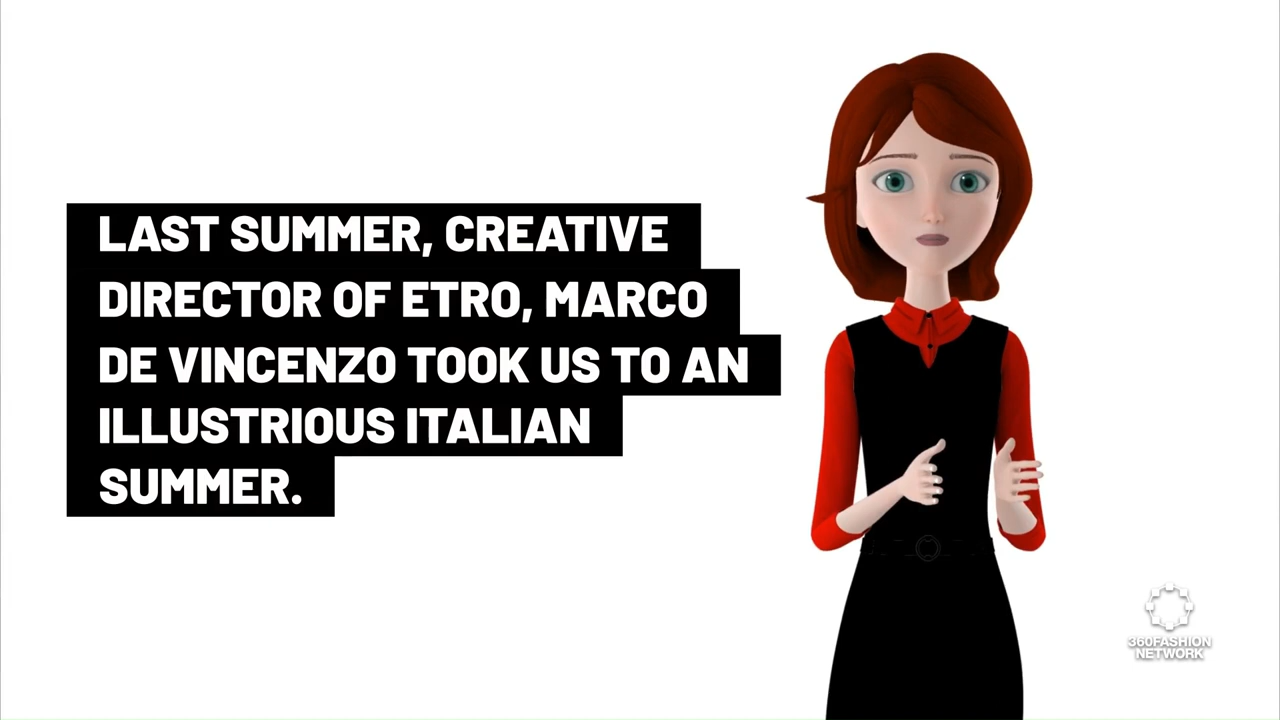 LAST SUMMER, CREATIVE
DIRECTOR OF ETRO, MARCO
DE VINCENZO TOOK US TO AN
ILLUSTRIOUS ITALIAN
SUMMER.
360FASHION
NETWORK